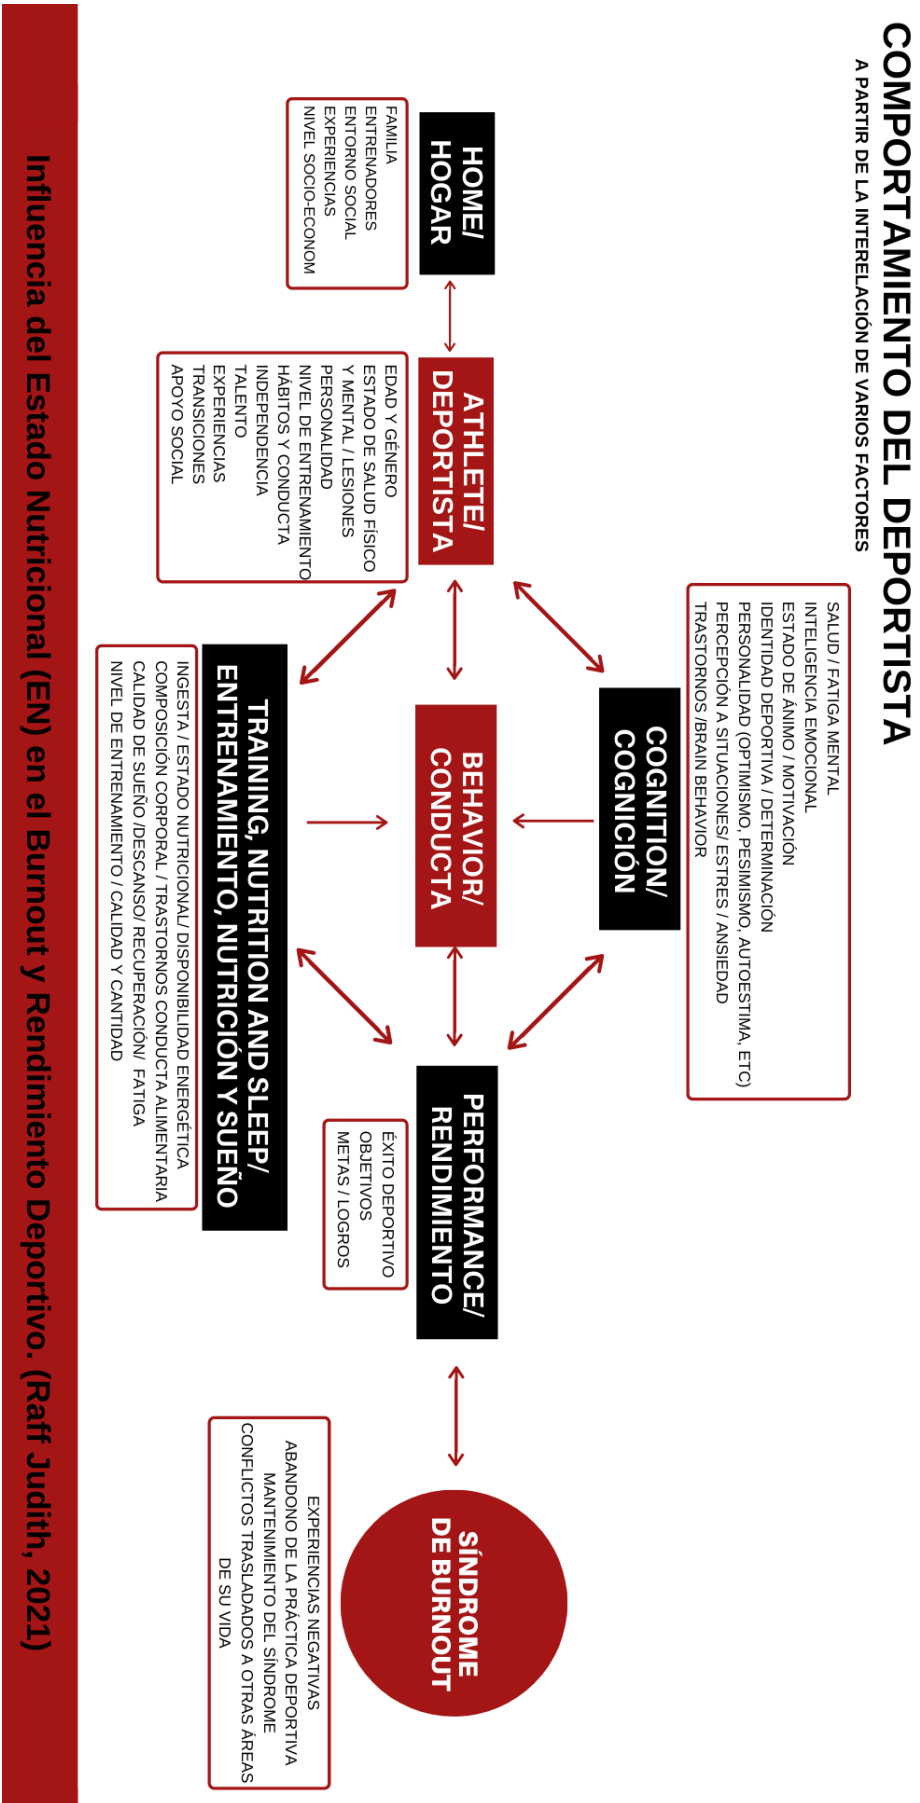 COMPORTAMIENTO DEL DEPORTISTA
A PARTIR DE LA INTERELACIÓN DE VARIOS FACTORES
SALUD / FATIGA MENTAL
INTELIGENCIA EMOCIONAL
ESTADO DE ÁNIMO / MOTIVACIÓN
IDENTIDAD DEPORTIVA / DETERMINACIÓN
PERSONALIDAD (OPTIMISMO, PESIMISMO, AUTOESTIMA, ETC)
PERCEPCIÓN A SITUACIONES/ ESTRES / ANSIEDAD
TRASTORNOS /BRAIN BEHAVIOR
COGNITION/
COGNICIÓN
HOME/
HOGAR
FAMILIA
ENTRENADORES
ENTORNO SOCIAL
EXPERIENCIAS
NIVEL SOCIO-ECONOM
ATHLETE/
DEPORTISTA
EDAD Y GÉNERO
ESTADO DE SALUD FÍSICO
Y MENTAL / LESIONES
PERSONALIDAD
NIVEL DE ENTRENAMIENTO
HÁBITOS Y CONDUCTA
INDEPENDENCIA
TALENTO
EXPERIENCIAS
TRANSICIONES
APOYO SOCIAL
BEHAVIOR/
CONDUCTA
PERFORMANCE/
RENDIMIENTO
ÉXITO DEPORTIVO
OBJETIVOS
METAS / LOGROS
SÍNDROME
DE BURNOUT
EXPERIENCIAS NEGATIVAS
ABANDONO DE LA PRÁCTICA DEPORTIVA
MANTENIMIENTO DEL SÍNDROME
CONFLICTOS TRASLADADOS A OTRAS ÁREAS
DE SU VIDA
TRAINING, NUTRITION AND SLEEP/
ENTRENAMIENTO, NUTRICIÓN Y SUEÑO
INGESTA / ESTADO NUTRICIONAL/ DISPONIBILIDAD ENERGÉTICA
COMPOSICIÓN CORPORAL / TRASTORNOS CONDUCTA ALIMENTARIA
CALIDAD DE SUEÑO /DESCANSO/ RECUPERACIÓN/ FATIGA
NIVEL DE ENTRENAMIENTO / CALIDAD Y CANTIDAD
Influencia del Estado Nutricional (EN) en el Burnout y Rendimiento Deportivo. (Raff Judith, 2021)